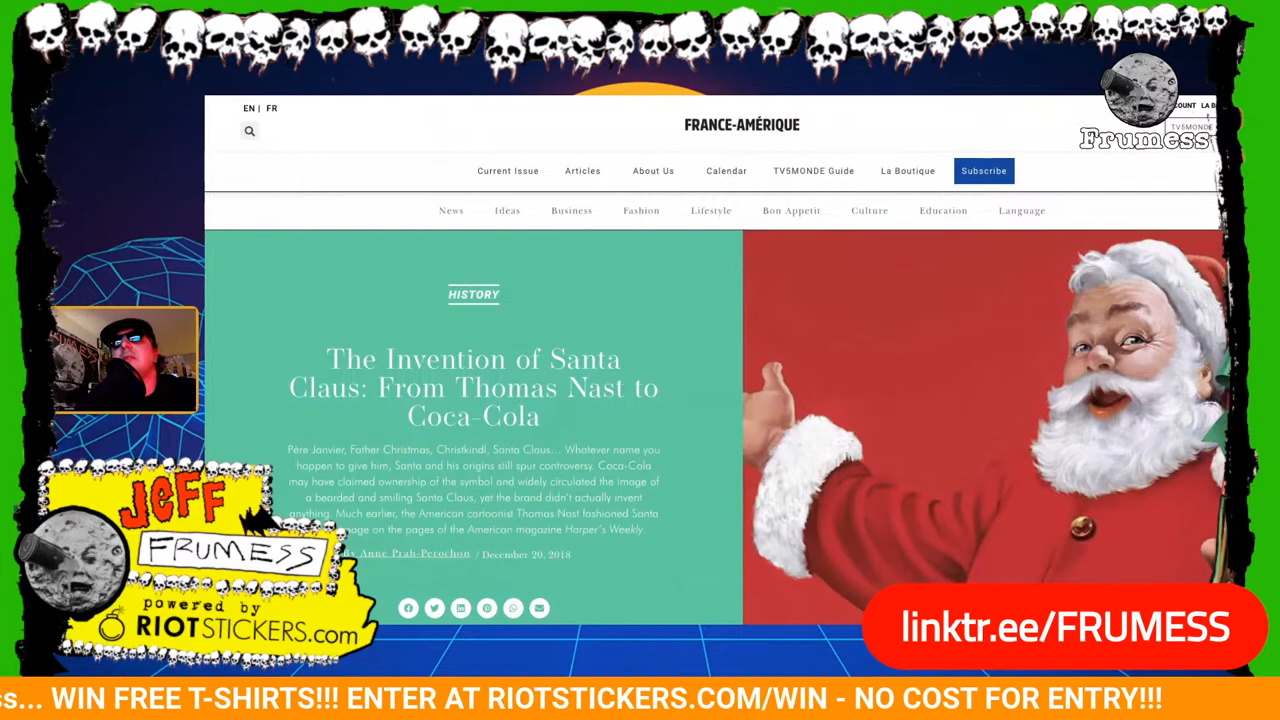 EN | FR
FRANCE-AMÉRIQUE
COUNT LA B
TV5MONDE
Frumess
Current Issue Articles About Us Calendar TV5MONDE Guide La Boutique Subscribe
News Ideas Business Fashion Lifestyle Bon Appetit Culture Education Language
HISTORY
The Invention of Santa
Claus: From Thomas Nast to
Coca-Cola
Père Janvier, Father Christmas, Christkindl, Santa Claus… Whatever name you
happen to give him, Santa and his origins still spur controversy. Coca-Cola
may have claimed ownership of the symbol and widely circulated the image of
a bearded and smiling Santa Claus, yet the brand didn't actually invent
anything. Much earlier, the American cartoonist Thomas Nast fashioned Santa
mage on the pages of the American magazine Harper's Weekly.
By Anne Prah-Perochon / December 20, 2018
JEFF
FRUMESS
powered by
RIOTSTICKERS.com
linktr.ee/FRUMESS
ss... WIN FREE T-SHIRTS!!! ENTER AT RIOTSTICKERS.COM/WIN - NO COST FOR ENTRY!!!